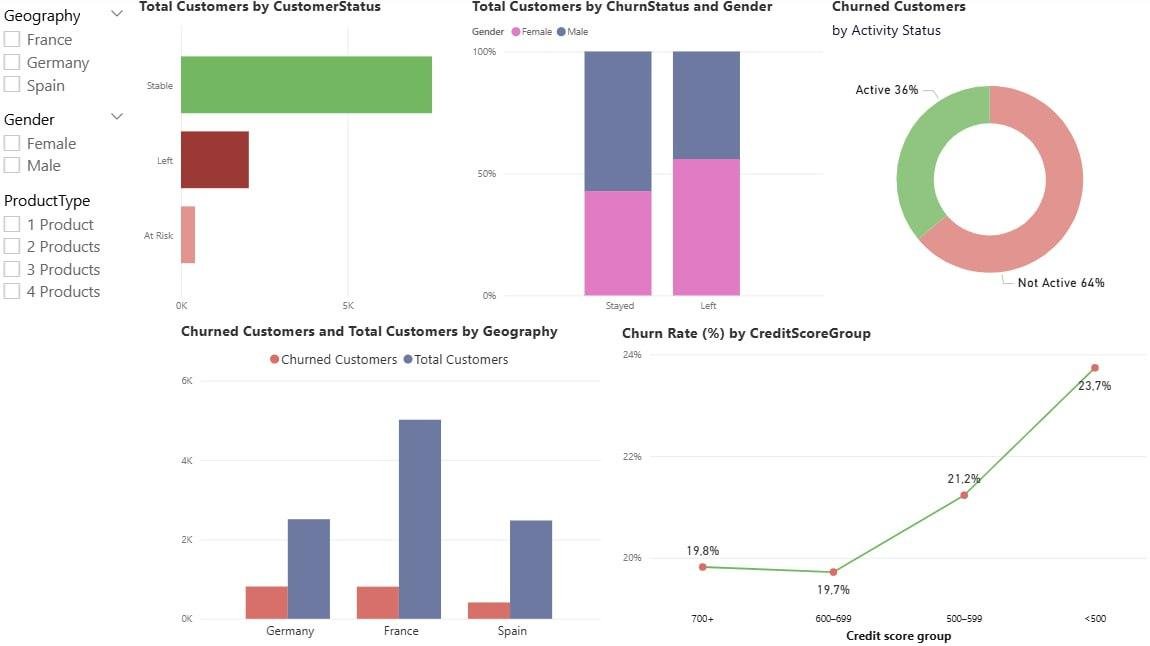 Geography
France
Germany
Spain
Gender
Female
Male
ProductType
1 Product
2 Products
3 Products
4 Products
Total Customers by CustomerStatus
Stable
Left
At Risk
0K
5K
Total Customers by ChurnStatus and Gender
Gender Female Male
100%
50%
0%
Stayed
Left
Churned Customers
by Activity Status
Active 36%
Not Active 64%
Churned Customers and Total Customers by Geography
Churned Customers Total Customers
6K
4K
2K
0K
Germany
France
Spain
Churn Rate (%) by CreditScoreGroup
24%
22%
20%
19,8%
19,7%
21,2%
23,7%
700+
600–699
500–599
<500
Credit score group